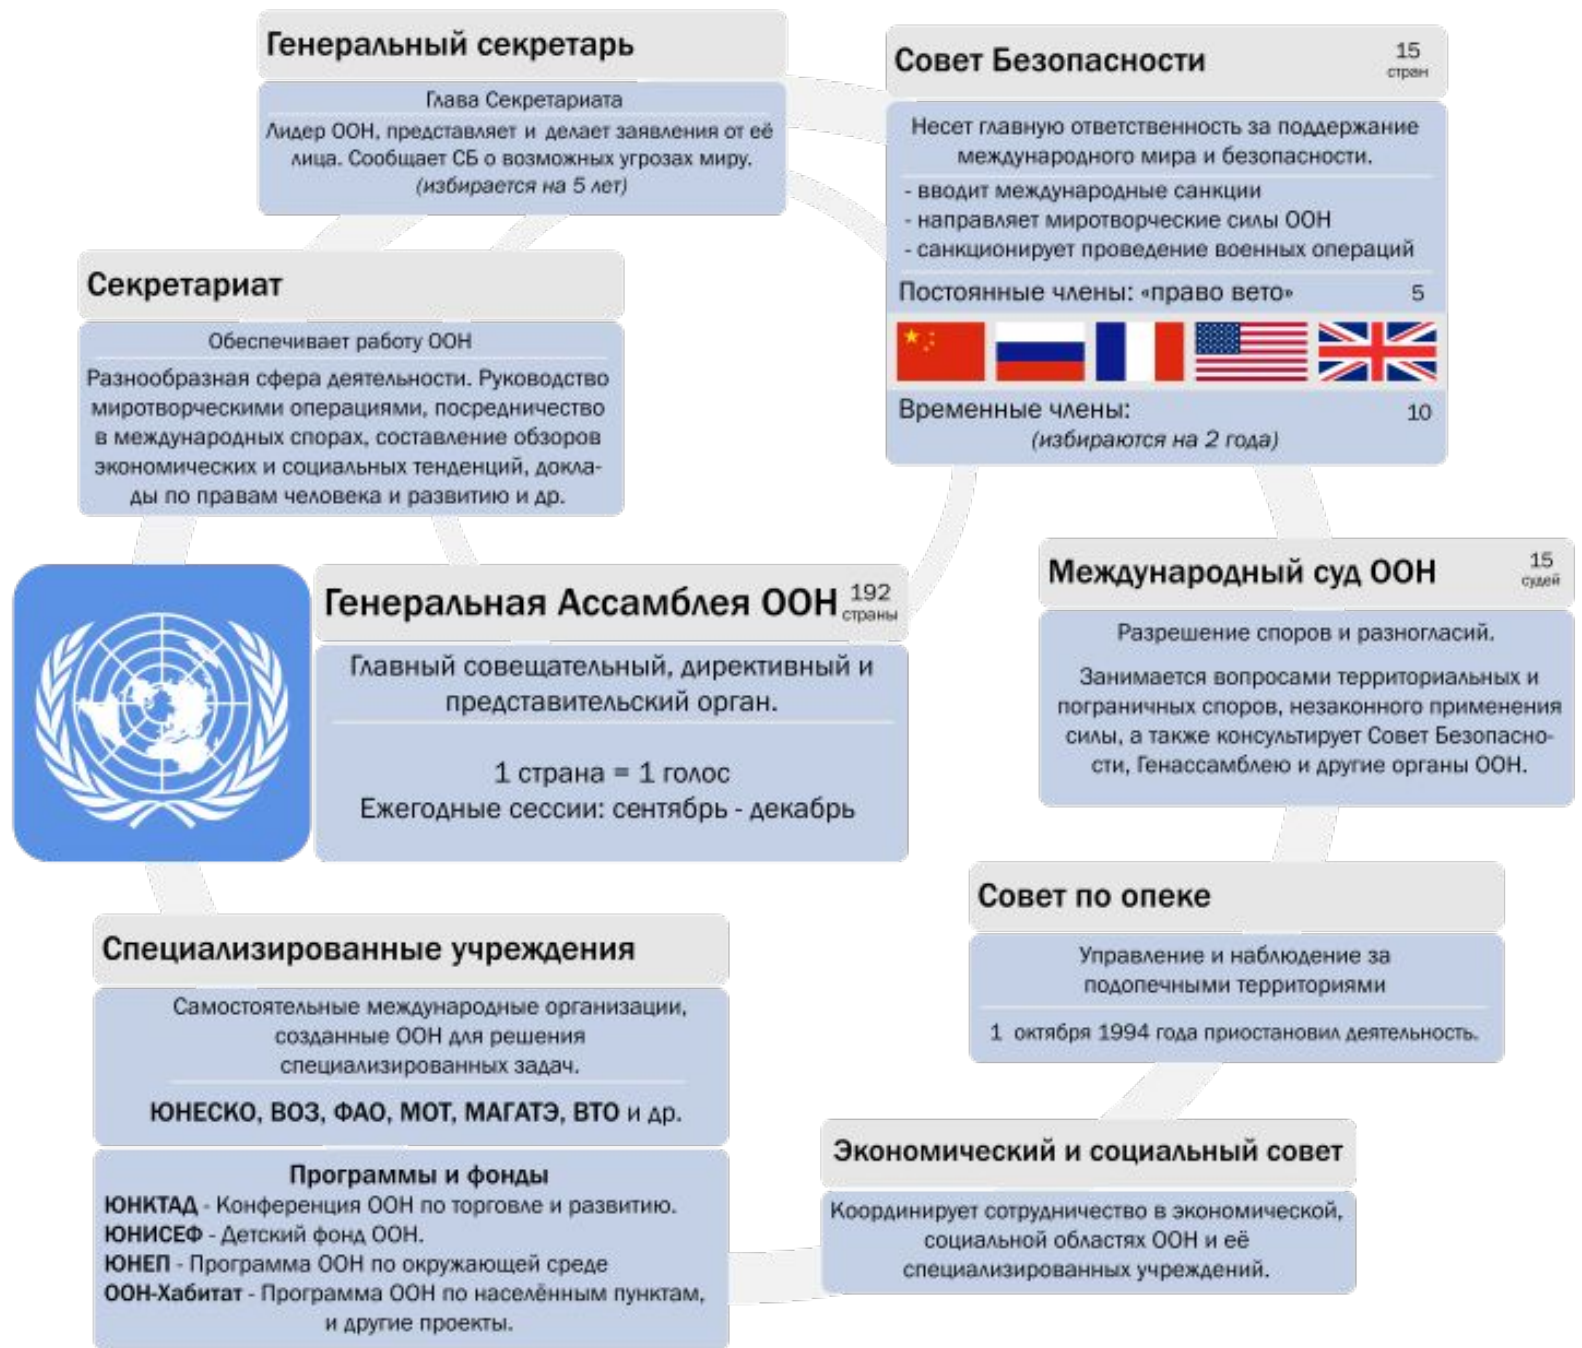 Генеральный секретарь
Глава Секретариата
Лидер ООН, представляет и делает заявления от её
лица. Сообщает СБ о возможных угрозах миру.
(избирается на 5 лет)
Совет Безопасности
15
стран
Несет главную ответственность за поддержание
международного мира и безопасности.
- вводит международные санкции
- направляет миротворческие силы ООН
- санкционирует проведение военных операций
Постоянные члены: «право вето» 5
Временные члены: 10
(избираются на 2 года)
Секретариат
Обеспечивает работу ООН
Разнообразная сфера деятельности. Руководство
миротворческими операциями, посредничество
в международных спорах, составление обзоров
экономических и социальных тенденций, докла-
ды по правам человека и развитию и др.
Генеральная Ассамблея ООН
192
страны
Главный совещательный, директивный и
представительский орган.
1 страна = 1 голос
Ежегодные сессии: сентябрь - декабрь
Международный суд ООН
15
судей
Разрешение споров и разногласий.
Занимается вопросами территориальных и
пограничных споров, незаконного применения
силы, а также консультирует Совет Безопасно-
сти, Генассамблею и другие органы ООН.
Совет по опеке
Управление и наблюдение за
подопечными территориями
1 октября 1994 года приостановил деятельность.
Специализированные учреждения
Самостоятельные международные организации,
созданные ООН для решения
специализированных задач.
ЮНЕСКО, ВОЗ, ФАО, МОТ, МАГАТЭ, ВТО и др.
Программы и фонды
ЮНКТАД - Конференция ООН по торговле и развитию.
ЮНИСЕФ - Детский фонд ООН.
ЮНЕП - Программа ООН по окружающей среде
ООН-Хабитат - Программа ООН по населённым пунктам,
и другие проекты.
Экономический и социальный совет
Координирует сотрудничество в экономической,
социальной областях ООН и её
специализированных учреждений.